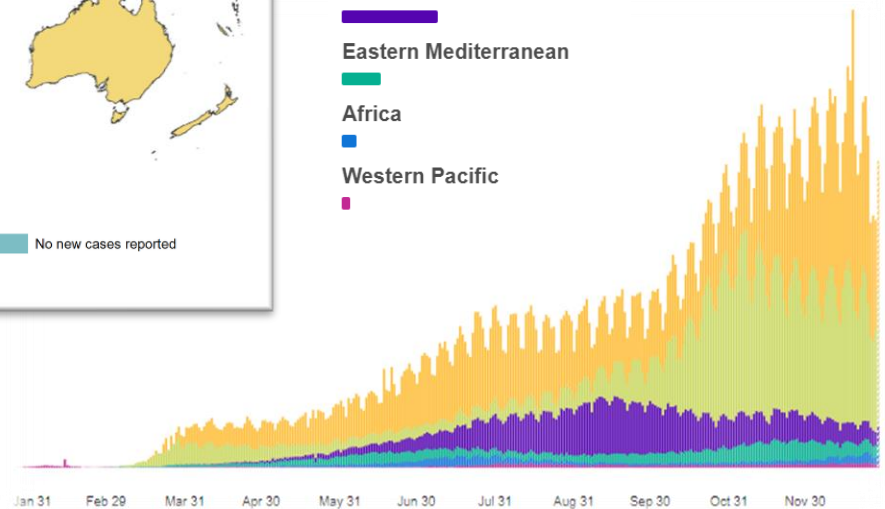 Eastern Mediterranean
Africa
Western Pacific
No new cases reported
Jan 31 Feb 29 Mar 31 Apr 30 May 31 Jun 30 Jul 31 Aug 31 Sep 30 Oct 31 Nov 30